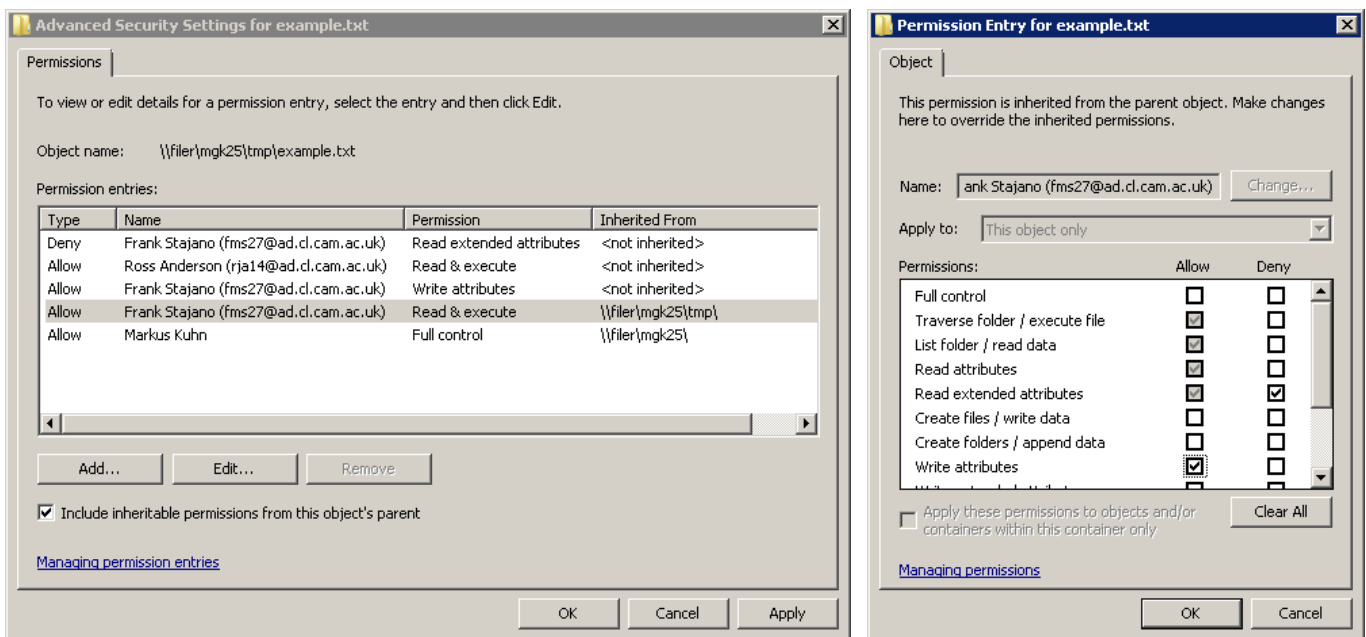 Advanced Security Settings for example.txt
Permissions
To view or edit details for a permission entry, select the entry and then click Edit.
Object name: \\filer\mgk25\tmp\example.txt
Permission entries:
Type Name Permission Inherited From
Deny Frank Stajano (fms27@ad.cl.cam.ac.uk) Read extended attributes <not inherited>
Allow Ross Anderson (rja14@ad.cl.cam.ac.uk) Read & execute <not inherited>
Allow Frank Stajano (fms27@ad.cl.cam.ac.uk) Write attributes <not inherited>
Allow Frank Stajano (fms27@ad.cl.cam.ac.uk) Read & execute \\filer\mgk25\tmp\
Allow Markus Kuhn Full control \\filer\mgk25\
Add... Edit... Remove
Include inheritable permissions from this object's parent
Managing permission entries
OK Cancel Apply
Permission Entry for example.txt
Object
This permission is inherited from the parent object. Make changes
here to override the inherited permissions.
Name: ank Stajano (fms27@ad.cl.cam.ac.uk) Change...
Apply to: This object only
Permissions: Allow Deny
Full control
Traverse folder / execute file
List folder / read data
Read attributes
Read extended attributes
Create files / write data
Create folders / append data
Write attributes
Apply these permissions to objects and/or
containers within this container only
Clear All
Managing permissions
OK Cancel